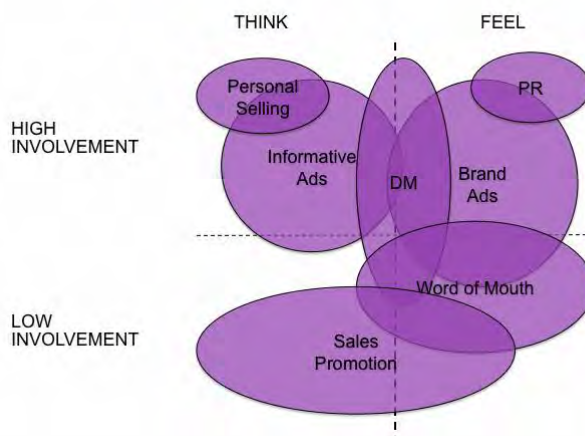 THINK
FEEL
Personal
Selling
PR
HIGH
INVOLVEMENT
Informative
Ads
DM
Brand
Ads
Word of Mouth
LOW
INVOLVEMENT
Sales
Promotion